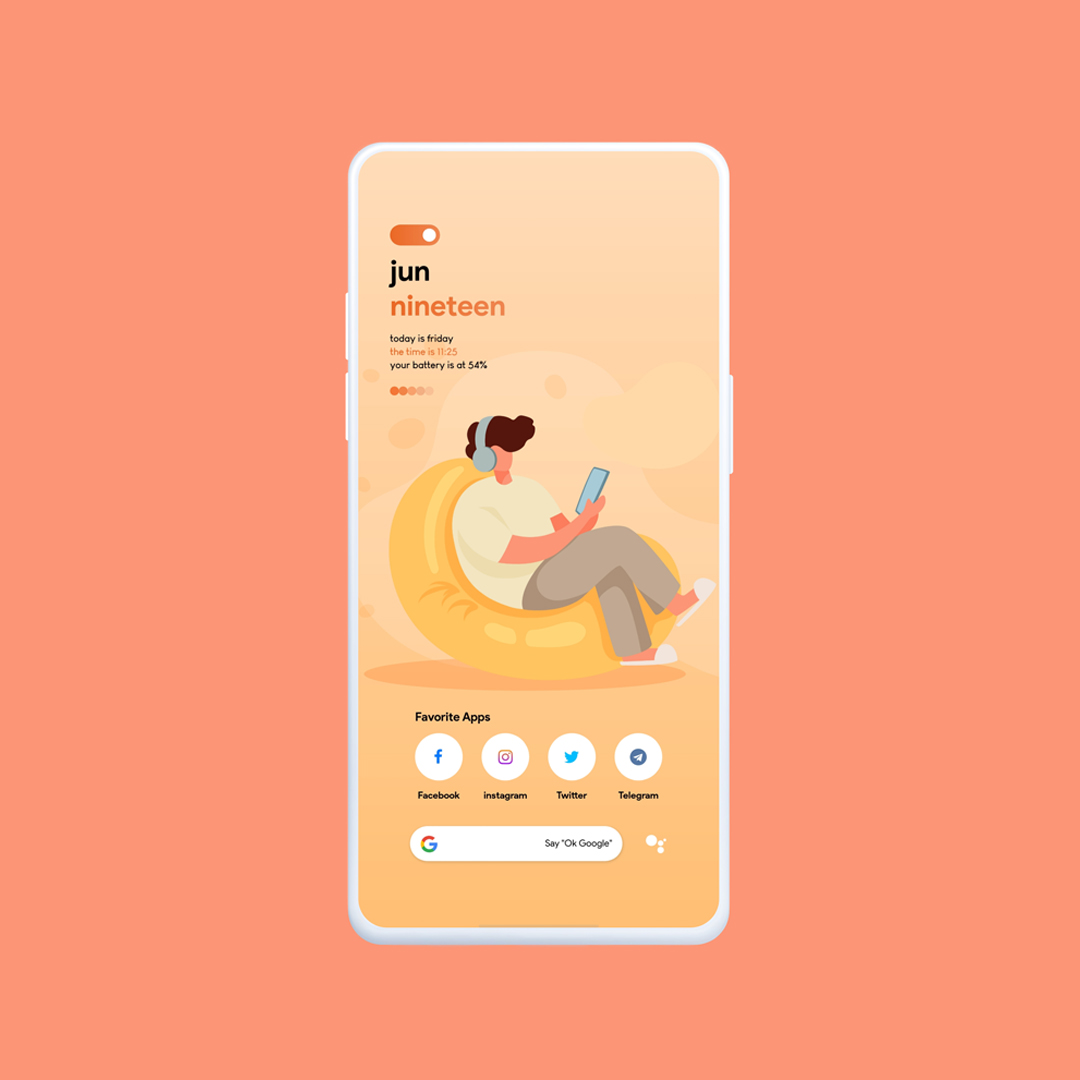 jun
nineteen
today is friday
the time is 11:25
your battery is at 54%
Favorite Apps
Facebook instagram Twitter Telegram
Say "Ok Google"